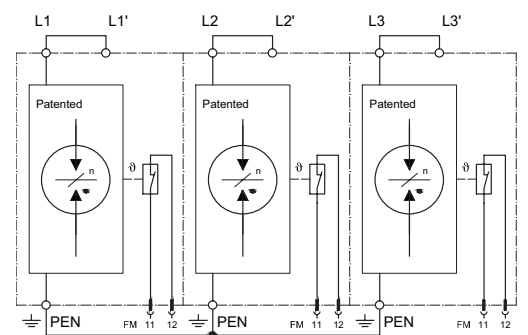 L1 L1' L2 L2' L3 L3'
Patented Patented Patented
n n n
ϑ ϑ ϑ
PEN FM 11 12 PEN FM 11 12 PEN FM 11 12